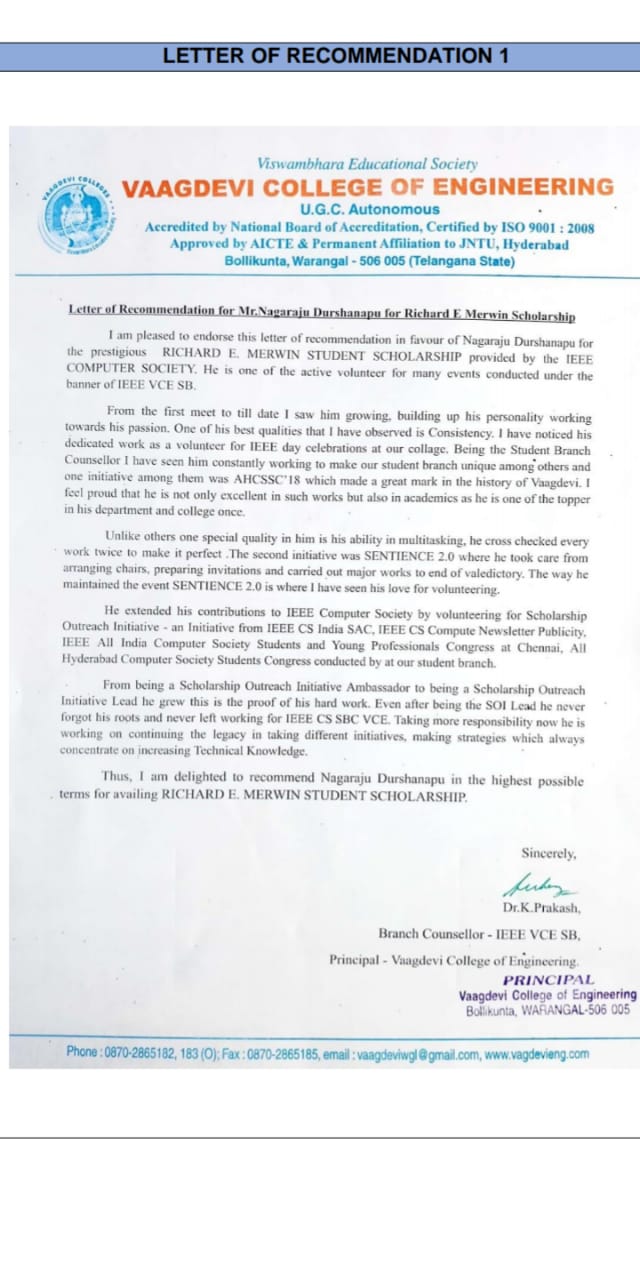 LETTER OF RECOMMENDATION 1
Viswambhara Educational Society
VAAGDEVI COLLEGE OF ENGINEERING
U.G.C. Autonomous
Accredited by National Board of Accreditation, Certified by ISO 9001 : 2008
Approved by AICTE & Permanent Affiliation to JNTU, Hyderabad
Bollikunta, Warangal - 506 005 (Telangana State)
VAAGDEVI COLLEGES
Letter of Recommendation for Mr.Nagaraju Durshanapu for Richard E Merwin Scholarship
I am pleased to endorse this letter of recommendation in favour of Nagaraju Durshanapu for
the prestigious RICHARD E. MERWIN STUDENT SCHOLARSHIP provided by the IEEE
COMPUTER SOCIETY. He is one of the active volunteer for many events conducted under the
banner of IEEE VCE SB.
From the first meet to till date I saw him growing, building up his personality working
towards his passion. One of his best qualities that I have observed is Consistency. I have noticed his
dedicated work as a volunteer for IEEE day celebrations at our collage. Being the Student Branch
Counsellor I have seen him constantly working to make our student branch unique among others and
one initiative among them was AHCSSC'18 which made a great mark in the history of Vaagdevi. I
feel proud that he is not only excellent in such works but also in academics as he is one of the topper
in his department and college once.
Unlike others one special quality in him is his ability in multitasking, he cross checked every
work twice to make it perfect .The second initiative was SENTIENCE 2.0 where he took care from
arranging chairs, preparing invitations and carried out major works to end of valedictory. The way he
maintained the event SENTIENCE 2.0 is where I have seen his love for volunteering.
He extended his contributions to IEEE Computer Society by volunteering for Scholarship
Outreach Initiative - an Initiative from IEEE CS India SAC, IEEE CS Compute Newsletter Publicity,
IEEE All India Computer Society Students and Young Professionals Congress at Chennai, All
Hyderabad Computer Society Students Congress conducted by at our student branch.
From being a Scholarship Outreach Initiative Ambassador to being a Scholarship Outreach
Initiative Lead he grew this is the proof of his hard work. Even after being the SOI Lead he never
forgot his roots and never left working for IEEE CS SBC VCE. Taking more responsibility now he is
working on continuing the legacy in taking different initiatives, making strategies which always
concentrate on increasing Technical Knowledge.
Thus, I am delighted to recommend Nagaraju Durshanapu in the highest possible
terms for availing RICHARD E. MERWIN STUDENT SCHOLARSHIP.
Sincerely,
Dr.K.Prakash,
Branch Counsellor - IEEE VCE SB,
Principal - Vaagdevi College of Engineering.
PRINCIPAL
Vaagdevi College of Engineering
Bollikunta, WARANGAL-506 005
Phone : 0870-2865182, 183 (O); Fax : 0870-2865185, email : vaagdeviwgl@gmail.com, www.vagdevieng.com